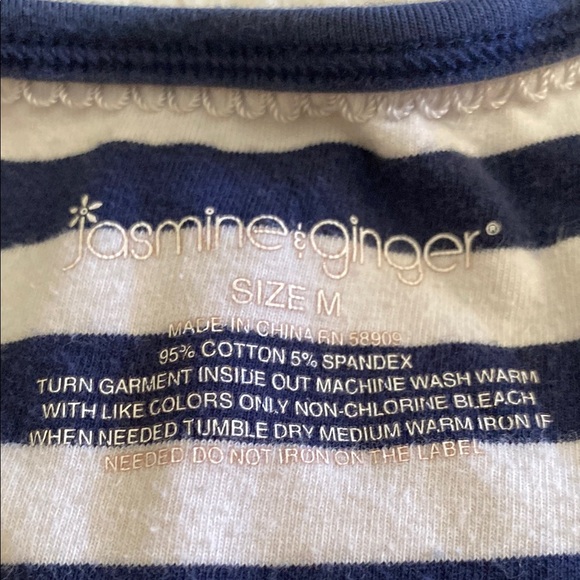 jasmine & ginger®
SIZE M
MADE IN CHINA RN 58909
95% COTTON 5% SPANDEX
TURN GARMENT INSIDE OUT MACHINE WASH WARM
WITH LIKE COLORS ONLY NON-CHLORINE BLEACH
WHEN NEEDED TUMBLE DRY MEDIUM WARM IRON IF
NEEDED DO NOT IRON ON THE LABEL